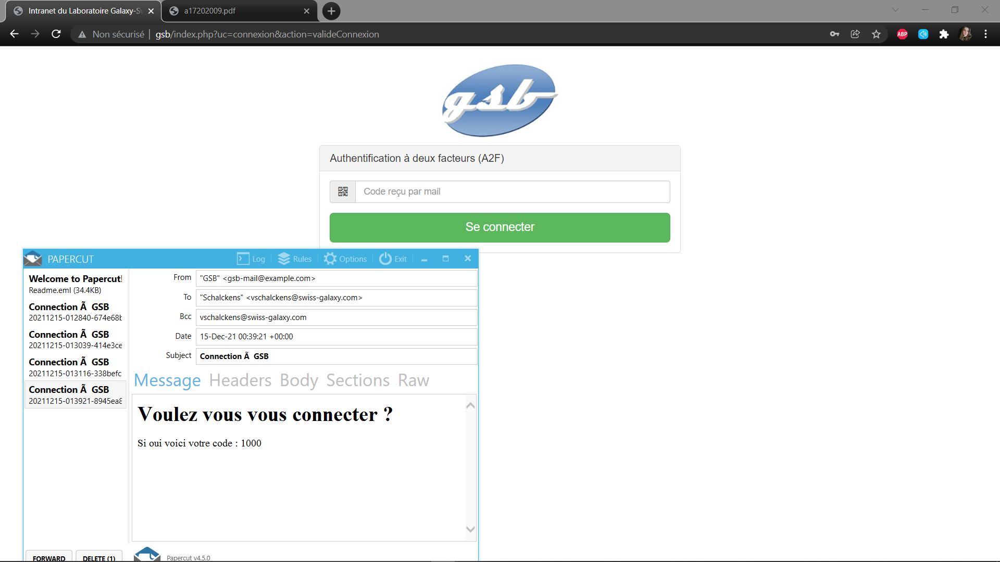 Intranet du Laboratoire Galaxy-Sw
a17202009.pdf
Non sécurisé
gsb/index.php?uc=connexion&action=valideConnexion
ABP
gsb
Authentification à deux facteurs (A2F)
Code reçu par mail
Se connecter
PAPERCUT
Log
Rules
Options
Exit
Welcome to Papercut!
Readme.eml (34.4KB)
Connection Ã  GSB
20211215-012840-674e68b
Connection Ã  GSB
20211215-013039-414e3ce
Connection Ã  GSB
20211215-013116-338befc
Connection Ã  GSB
20211215-013921-8945ea8
From "GSB" <gsb-mail@example.com>
To "Schalckens" <vschalckens@swiss-galaxy.com>
Bcc vschalckens@swiss-galaxy.com
Date 15-Dec-21 00:39:21 +00:00
Subject Connection Ã  GSB
Message Headers Body Sections Raw
Voulez vous vous connecter ?
Si oui voici votre code : 1000
FORWARD
DELETE (1)
Papercut v4.5.0